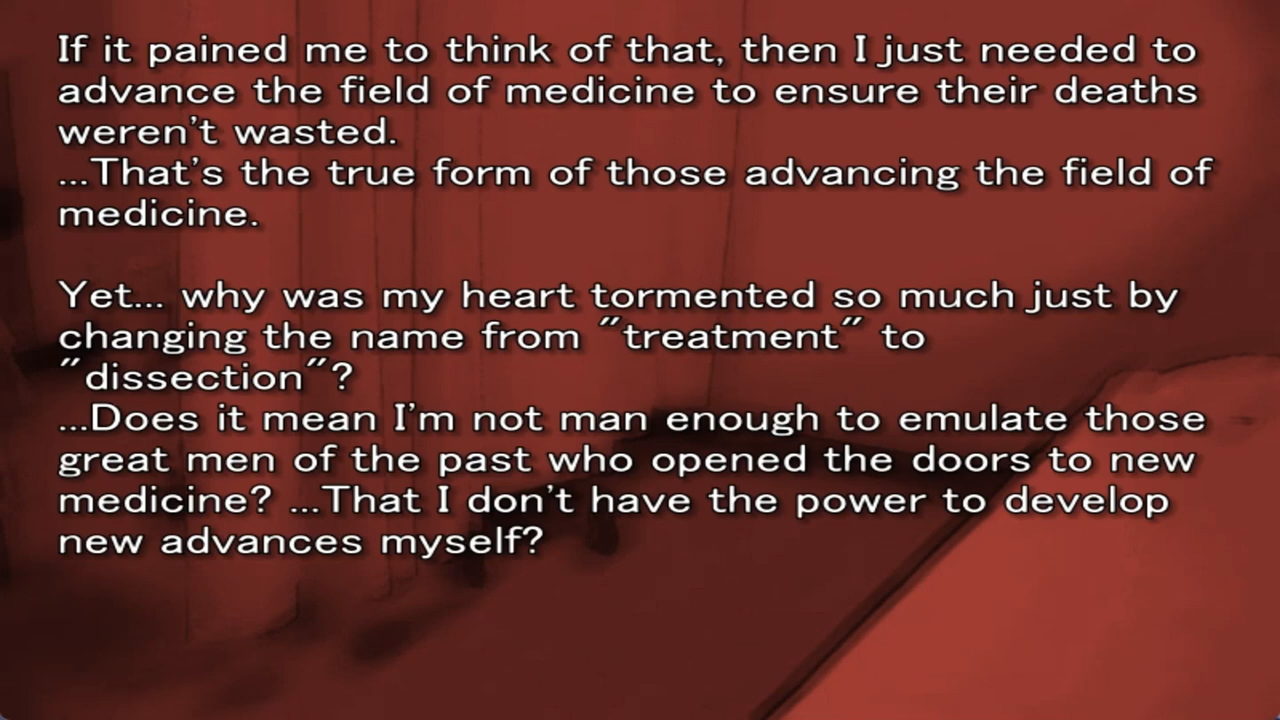 If it pained me to think of that, then I just needed to
advance the field of medicine to ensure their deaths
weren't wasted.
...That's the true form of those advancing the field of
medicine.
Yet... why was my heart tormented so much just by
changing the name from "treatment" to
"dissection"?
...Does it mean I'm not man enough to emulate those
great men of the past who opened the doors to new
medicine? ...That I don't have the power to develop
new advances myself?